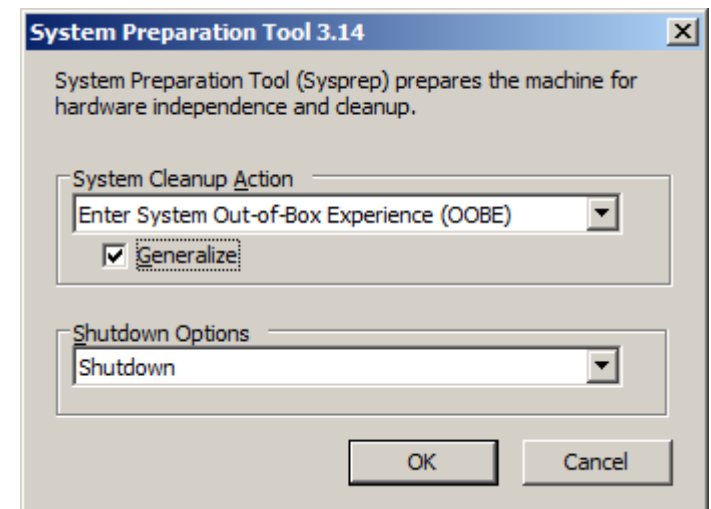 System Preparation Tool 3.14
System Preparation Tool (Sysprep) prepares the machine for
hardware independence and cleanup.
System Cleanup Action
Enter System Out-of-Box Experience (OOBE)
Generalize
Shutdown Options
Shutdown
OK
Cancel